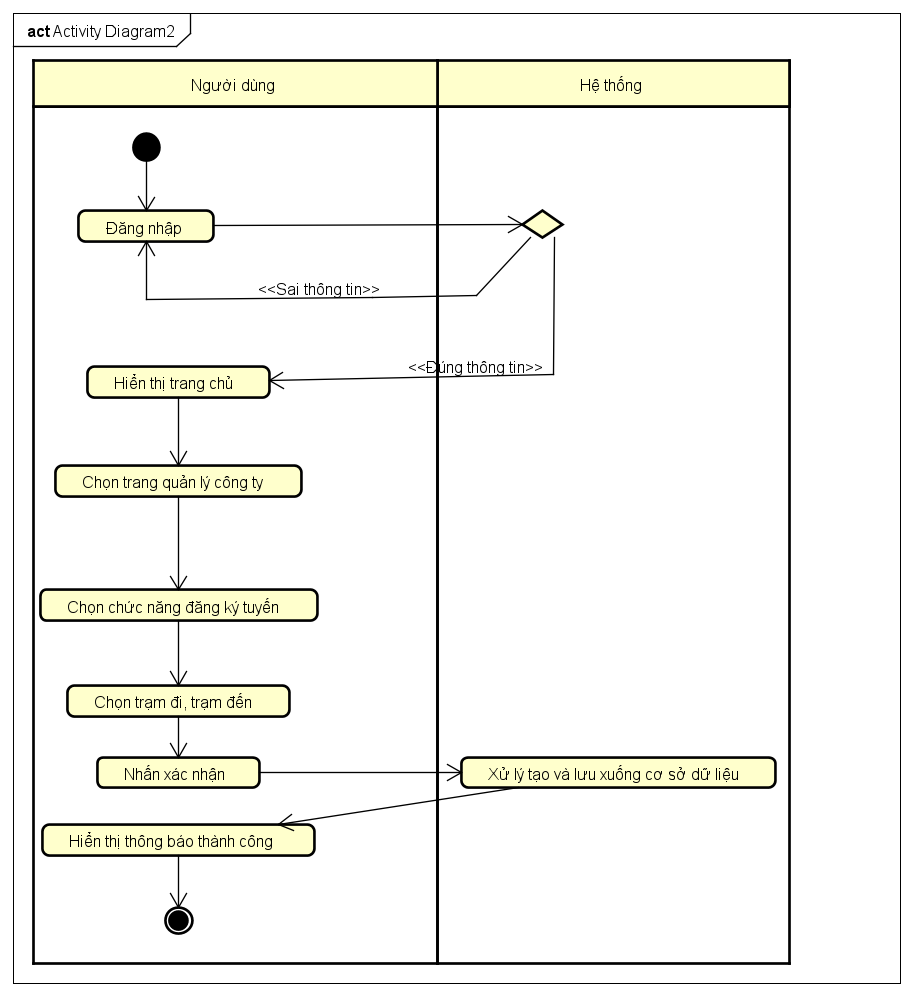 act Activity Diagram2
Người dùng
Hệ thống
Đăng nhập
<<Sai thông tin>>
<<Đúng thông tin>>
Hiển thị trang chủ
Chọn trang quản lý công ty
Chọn chức năng đăng ký tuyến
Chọn trạm đi, trạm đến
Nhấn xác nhận
Xử lý tạo và lưu xuống cơ sở dữ liệu
Hiển thị thông báo thành công